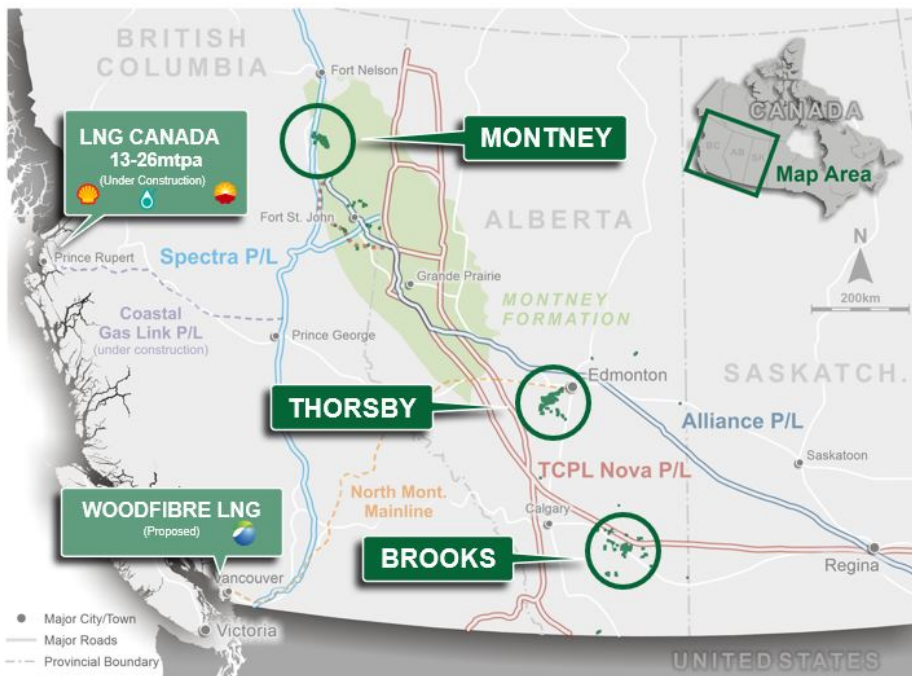 BRITISH
COLUMBIA
Fort Nelson
LNG CANADA
13-26mtpa
(Under Construction)
MONTNEY
CANADA
BC
AB
SK
Map Area
Fort St. John
ALBERTA
N
200km
Prince Rupert
Spectra P/L
Grande Prairie
MONTNEY
FORMATION
Coastal
Gas Link P/L
(under construction)
Prince George
SASKATCH.
Edmonton
THORSBY
Alliance P/L
TCPL Nova P/L
Saskatoon
North Mont.
Mainline
WOODFIBRE LNG
(Proposed)
Calgary
BROOKS
Regina
Vancouver
Major City/Town
Major Roads
Provincial Boundary
Victoria
UNITED STATES